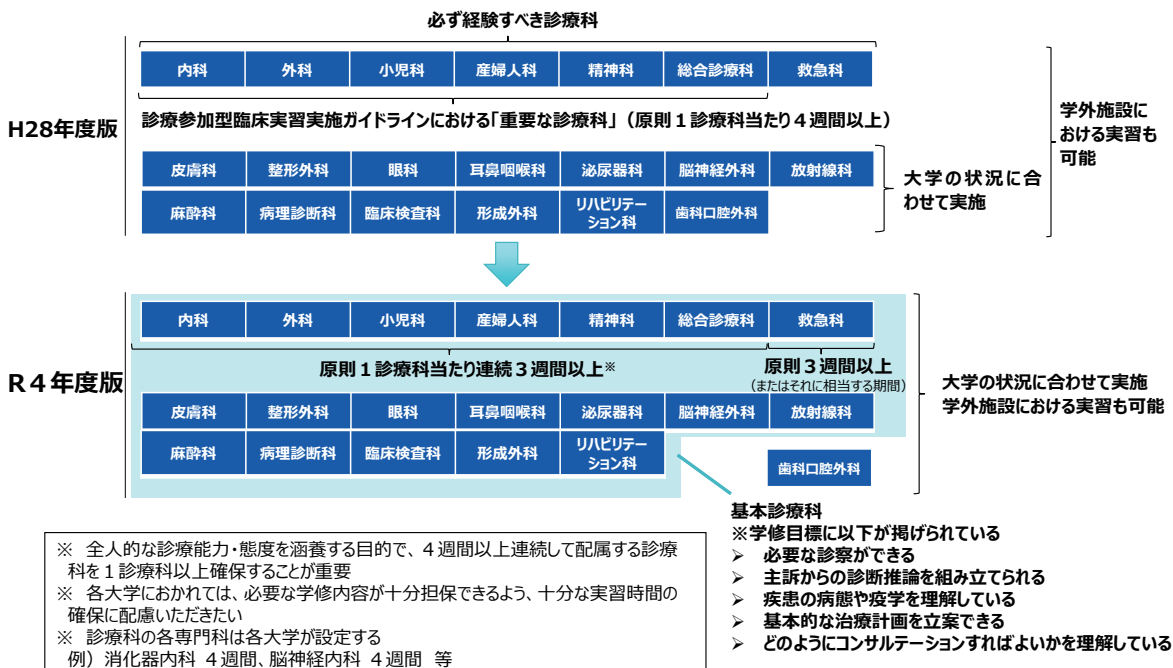 必ず経験すべき診療科
H28年度版
内科 外科 小児科 産婦人科 精神科 総合診療科 救急科
診療参加型臨床実習実施ガイドラインにおける「重要な診療科」（原則１診療科当たり４週間以上）
皮膚科 整形外科 眼科 耳鼻咽喉科 泌尿器科 脳神経外科 放射線科
麻酔科 病理診断科 臨床検査科 形成外科 リハビリテー
ション科 歯科口腔外科
大学の状況に合
わせて実施
学外施設に
おける実習も
可能
R４年度版
内科 外科 小児科 産婦人科 精神科 総合診療科 救急科
原則１診療科当たり連続３週間以上※
原則３週間以上
（またはそれに相当する期間）
皮膚科 整形外科 眼科 耳鼻咽喉科 泌尿器科 脳神経外科 放射線科
麻酔科 病理診断科 臨床検査科 形成外科 リハビリテー
ション科
歯科口腔外科
大学の状況に合わせて実施
学外施設における実習も可能
基本診療科
※学修目標に以下が掲げられている
➢ 必要な診察ができる
➢ 主訴からの診断推論を組み立てられる
➢ 疾患の病態や疫学を理解している
➢ 基本的な治療計画を立案できる
➢ どのようにコンサルテーションすればよいかを理解している
※ 全人的な診療能力・態度を涵養する目的で、４週間以上連続して配属する診療
科を１診療科以上確保することが重要
※ 各大学におかれては、必要な学修内容が十分担保できるよう、十分な実習時間の
確保に配慮いただきたい
※ 診療科の各専門科は各大学が設定する
例）消化器内科 ４週間、脳神経内科 ４週間 等